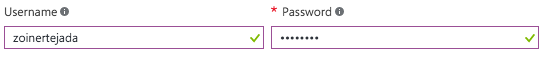 Username * Password
zoinertejada ••••••••